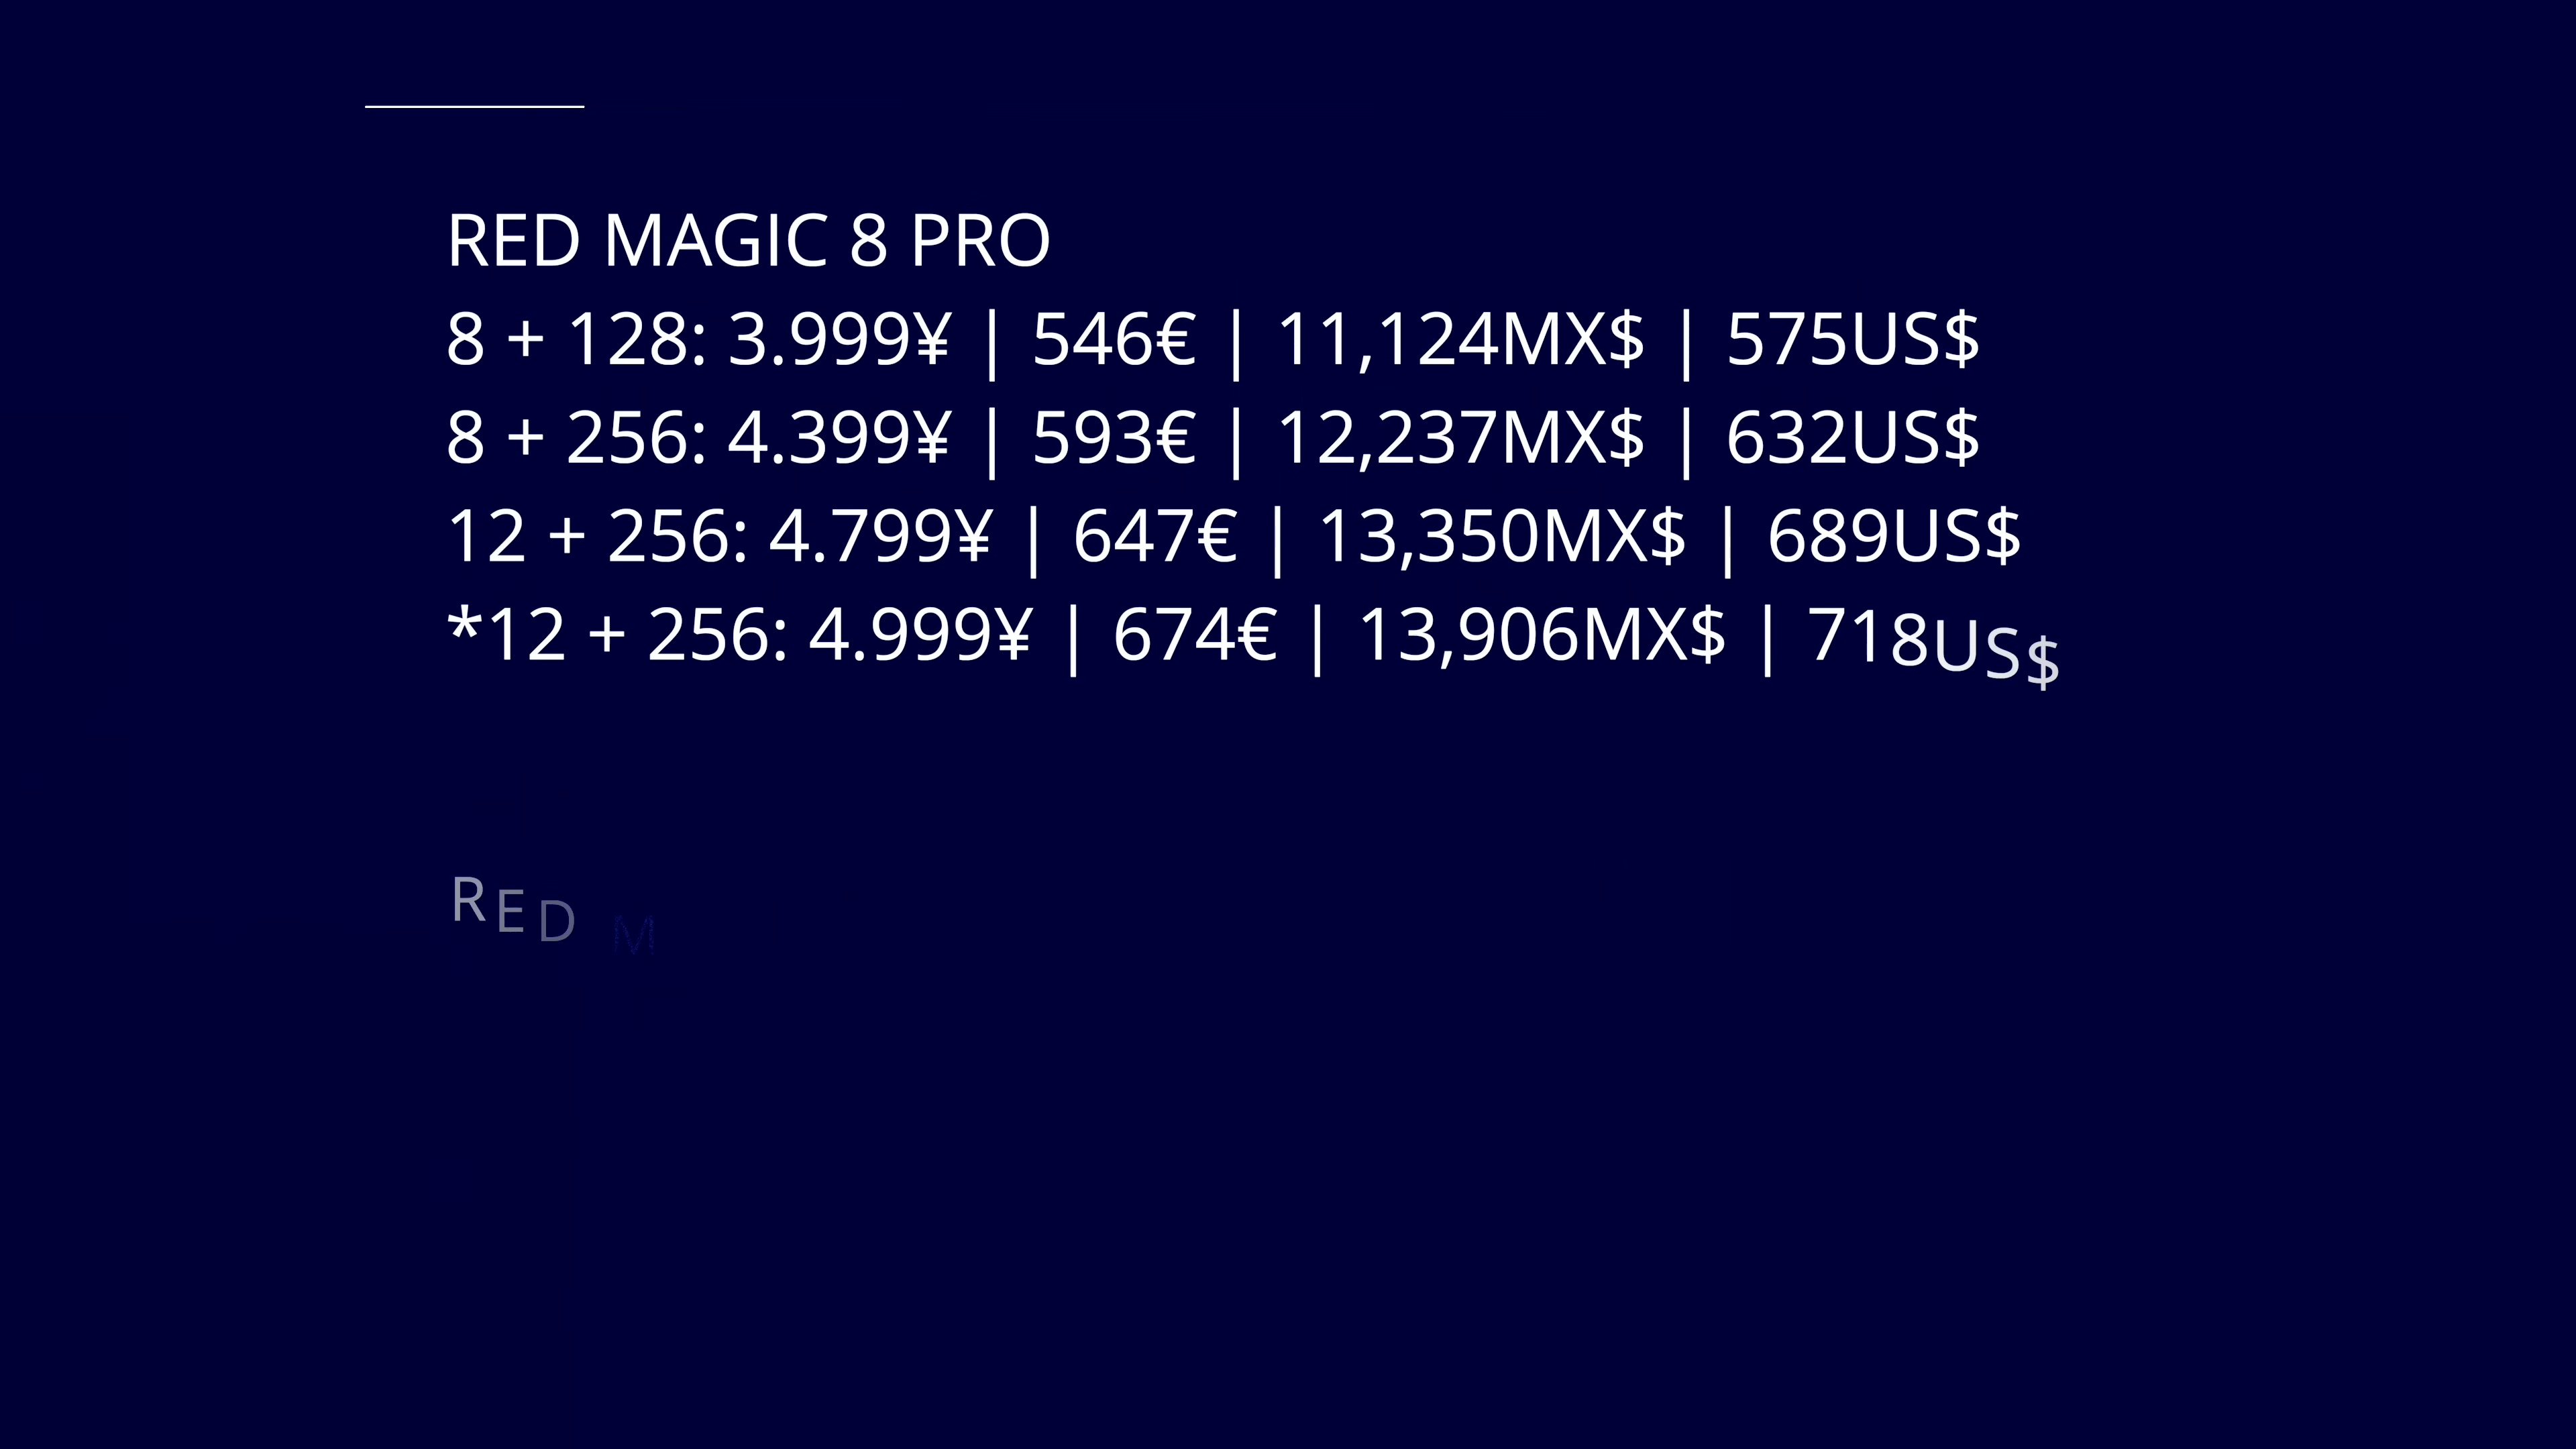 RED MAGIC 8 PRO
8 + 128: 3.999¥ | 546€ | 11,124MX$ | 575US$
8 + 256: 4.399¥ | 593€ | 12,237MX$ | 632US$
12 + 256: 4.799¥ | 647€ | 13,350MX$ | 689US$
*12 + 256: 4.999¥ | 674€ | 13,906MX$ | 718US$
RED M